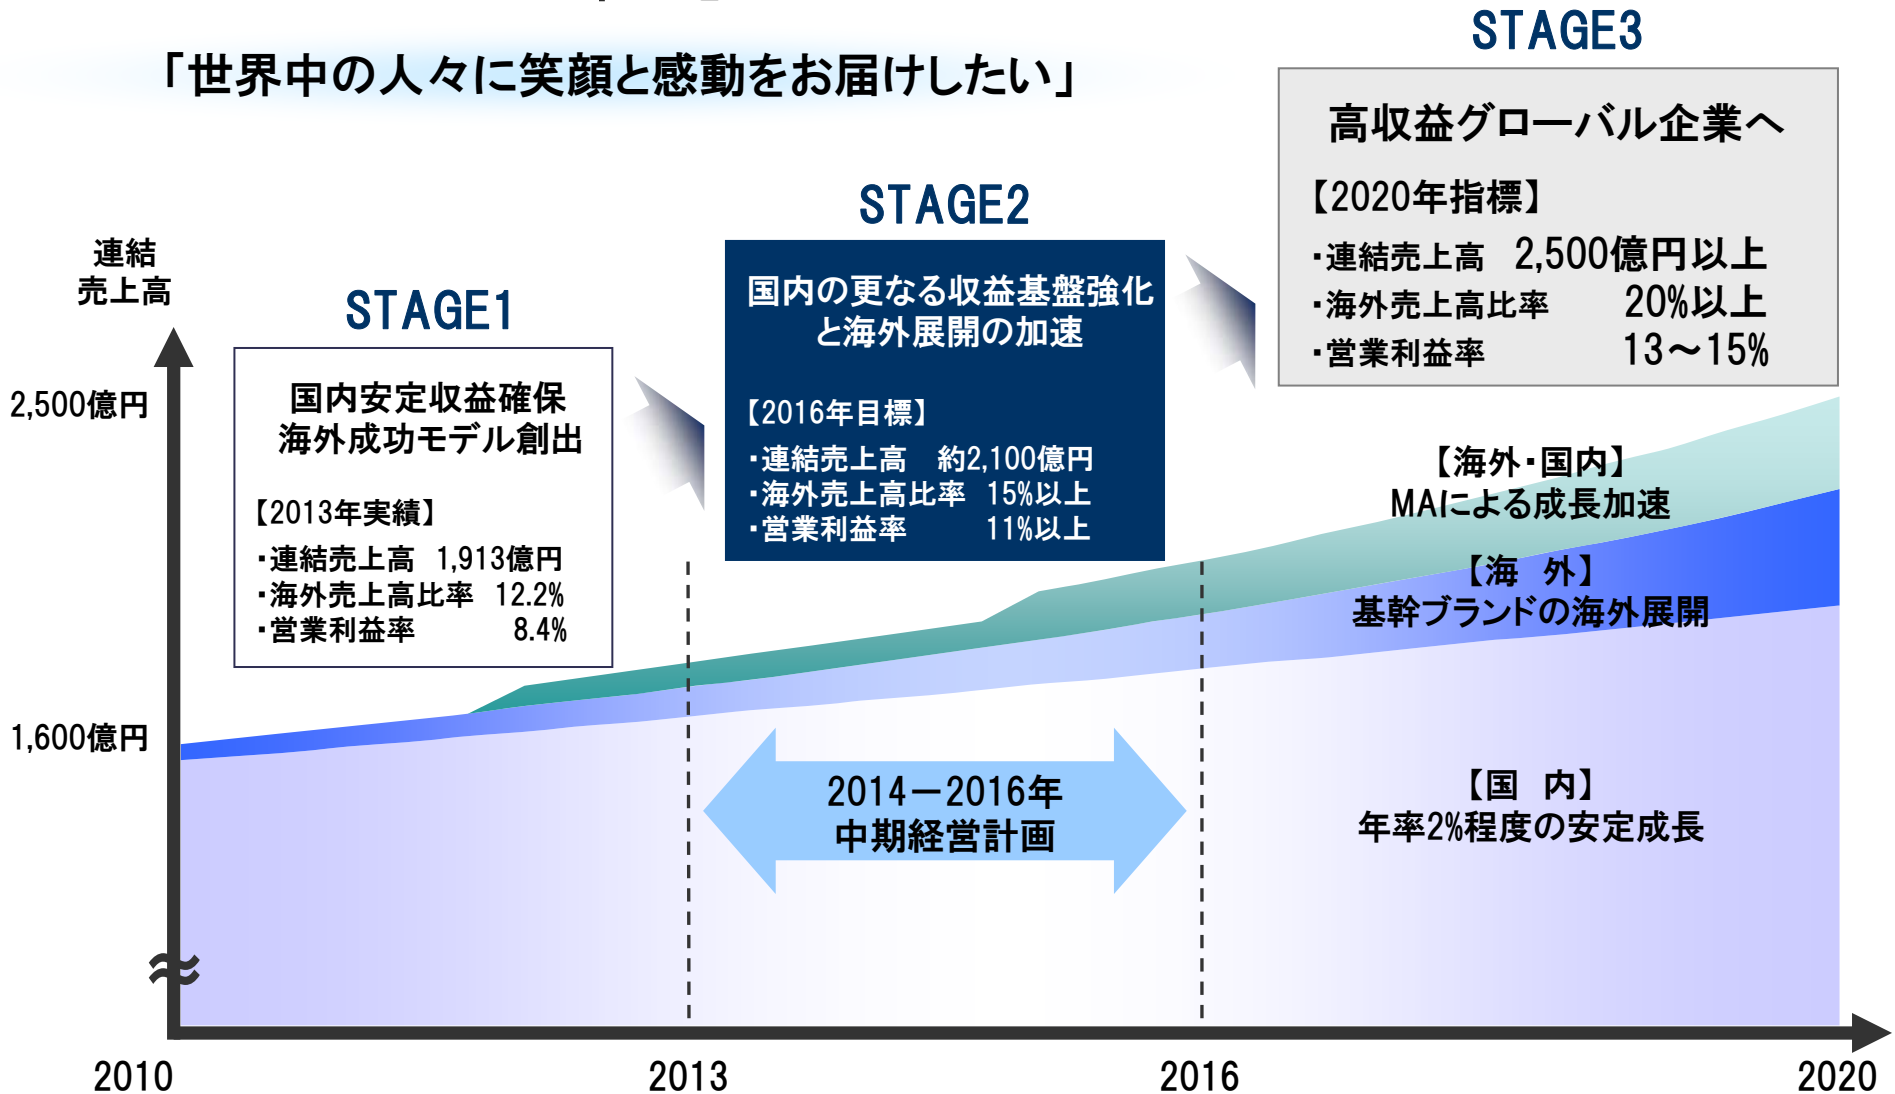 「世界中の人々に笑顔と感動をお届けしたい」
STAGE3
高収益グローバル企業へ
【2020年指標】
・連結売上高 2,500億円以上
・海外売上高比率 20%以上
・営業利益率 13～15%
STAGE2
国内の更なる収益基盤強化
と海外展開の加速
【2016年目標】
・連結売上高 約2,100億円
・海外売上高比率 15%以上
・営業利益率 11%以上
連結
売上高
STAGE1
国内安定収益確保
海外成功モデル創出
【2013年実績】
・連結売上高 1,913億円
・海外売上高比率 12.2%
・営業利益率 8.4%
2,500億円
1,600億円
【海外・国内】
MAによる成長加速
【海 外】
基幹ブランドの海外展開
2014－2016年
中期経営計画
【国 内】
年率2%程度の安定成長
2010
2013
2016
2020